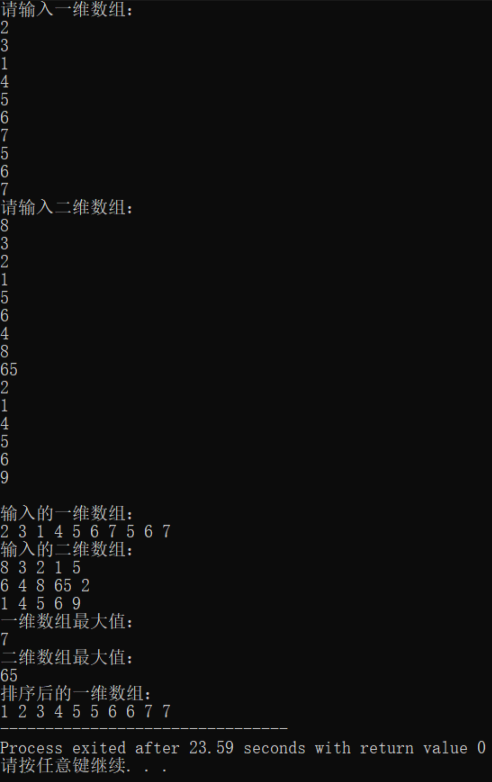 请输入一维数组：
2
3
1
4
5
6
7
5
6
7
请输入二维数组：
8
3
2
1
5
6
4
8
65
2
1
4
5
6
9
输入的一维数组：
2 3 1 4 5 6 7 5 6 7
输入的二维数组：
8 3 2 1 5
6 4 8 65 2
1 4 5 6 9
一维数组最大值：
7
二维数组最大值：
65
排序后的一维数组：
1 2 3 4 5 5 6 6 7 7
--------------------------------
Process exited after 23.59 seconds with return value 0
请按任意键继续. . .